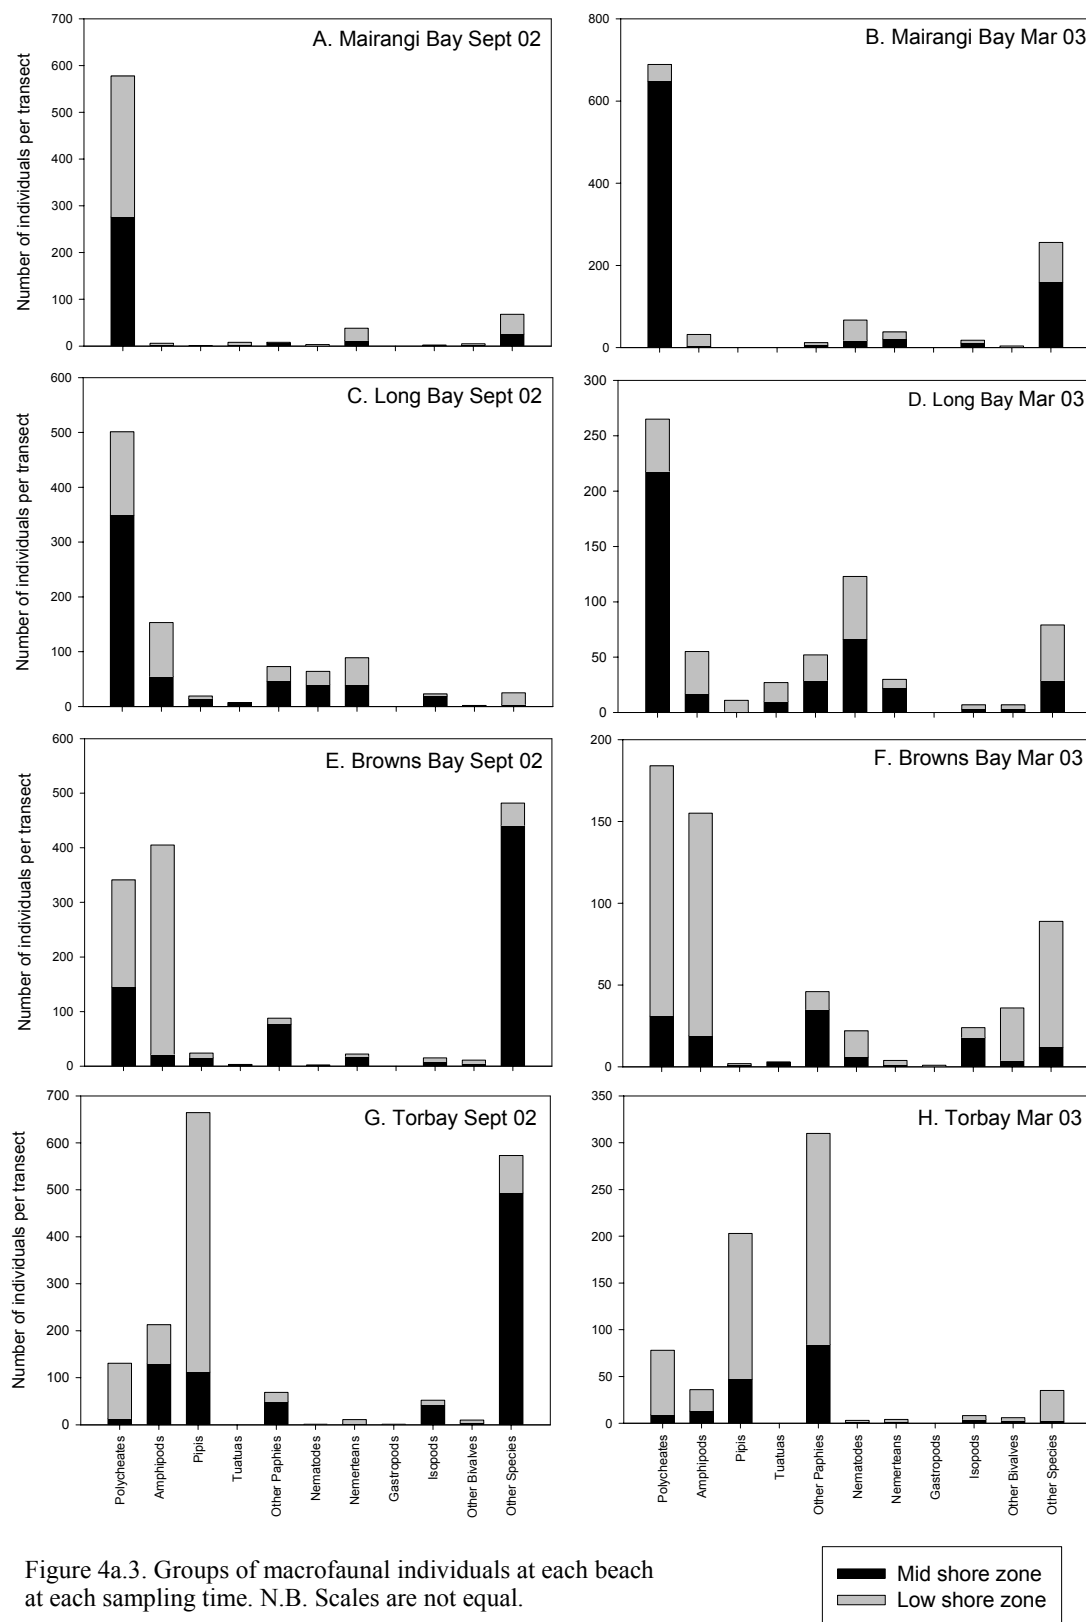 A. Mairangi Bay Sept 02
Number of individuals per transect
700
600
500
400
300
200
100
0
B. Mairangi Bay Mar 03
800
600
400
200
0
C. Long Bay Sept 02
Number of individuals per transect
600
500
400
300
200
100
0
D. Long Bay Mar 03
300
250
200
150
100
50
0
E. Browns Bay Sept 02
Number of individuals per transect
600
500
400
300
200
100
0
F. Browns Bay Mar 03
200
150
100
50
0
G. Torbay Sept 02
Number of individuals per transect
700
600
500
400
300
200
100
0
Polycheates
Amphipods
Pipis
Tuatuas
Other Paphies
Nematodes
Nemerteans
Gastropods
Isopods
Other Bivalves
Other Species
H. Torbay Mar 03
350
300
250
200
150
100
50
0
Polycheates
Amphipods
Pipis
Tuatuas
Other Paphies
Nematodes
Nemerteans
Gastropods
Isopods
Other Bivalves
Other Species
Figure 4a.3. Groups of macrofaunal individuals at each beach
at each sampling time. N.B. Scales are not equal.
Mid shore zone
Low shore zone